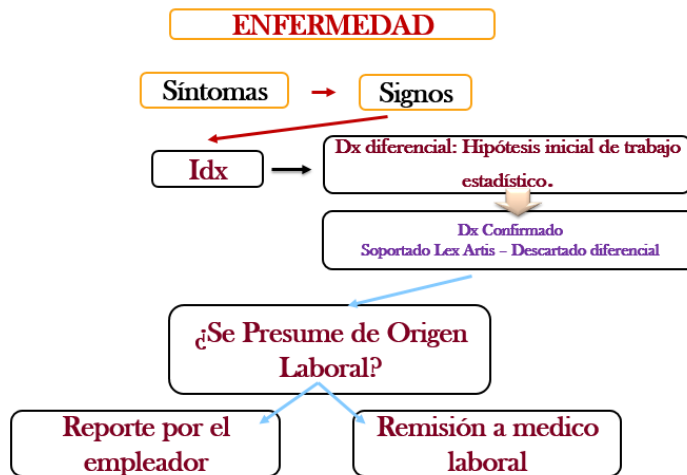 ENFERMEDAD
Síntomas
Signos
Idx
Dx diferencial: Hipótesis inicial de trabajo
estadístico.
Dx Confirmado
Soportado Lex Artis – Descartado diferencial
¿Se Presume de Origen
Laboral?
Reporte por el
empleador
Remisión a medico
laboral